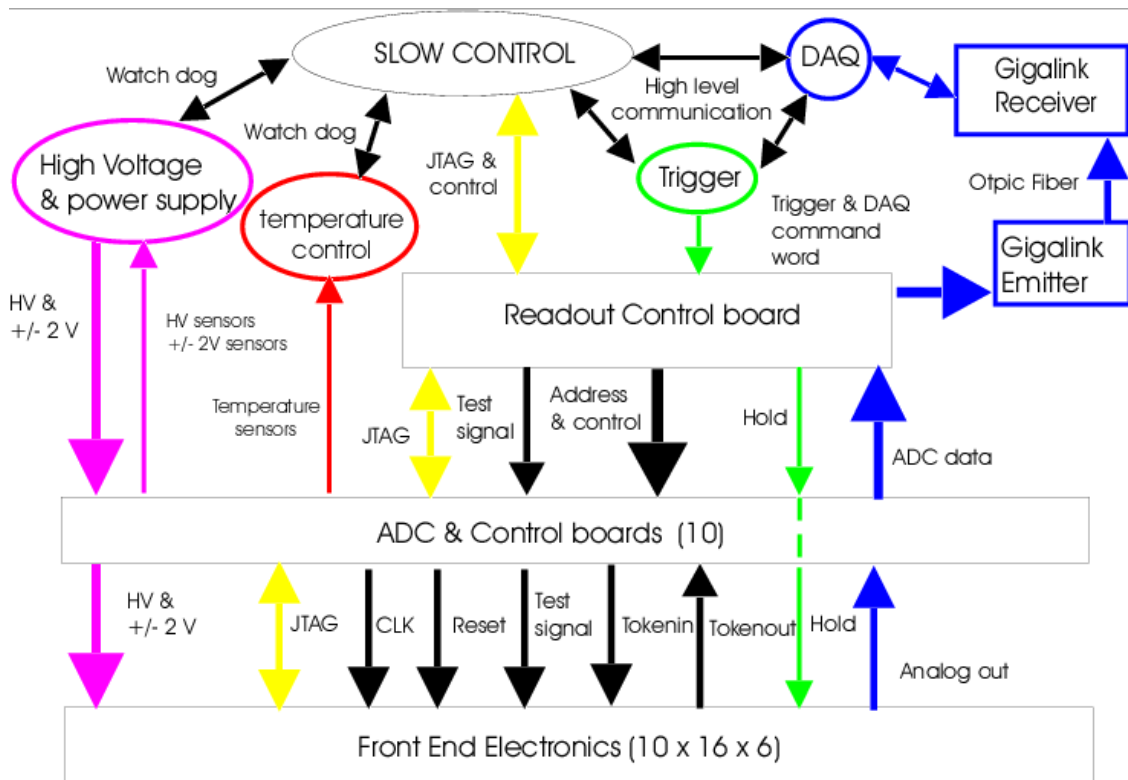 SLOW CONTROL
DAQ
Gigalink
Receiver
Watch dog
High level
communication
Watch dog
High Voltage
& power supply
JTAG &
control
Trigger
Otpic Fiber
temperature
control
Trigger & DAQ
command
word
Gigalink
Emitter
HV &
+/- 2 V
HV sensors
+/- 2V sensors
Readout Control board
Temperature
sensors
JTAG
Test
signal
Address
& control
Hold
ADC data
ADC & Control boards (10)
HV &
+/- 2 V
JTAG
CLK
Reset
Test
signal
Tokenin
Tokenout
Hold
Analog out
Front End Electronics (10 x 16 x 6)